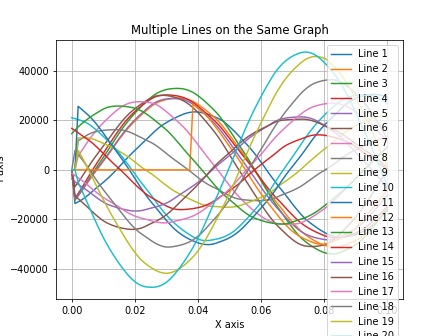 Multiple Lines on the Same Graph
40000
20000
0
−20000
−40000
0.00
0.02
0.04
0.06
X axis
Line 1
Line 2
Line 3
Line 4
Line 5
Line 6
Line 7
Line 8
Line 9
Line 10
Line 11
Line 12
Line 13
Line 14
Line 15
Line 16
Line 17
Line 18
Line 19
Line 20